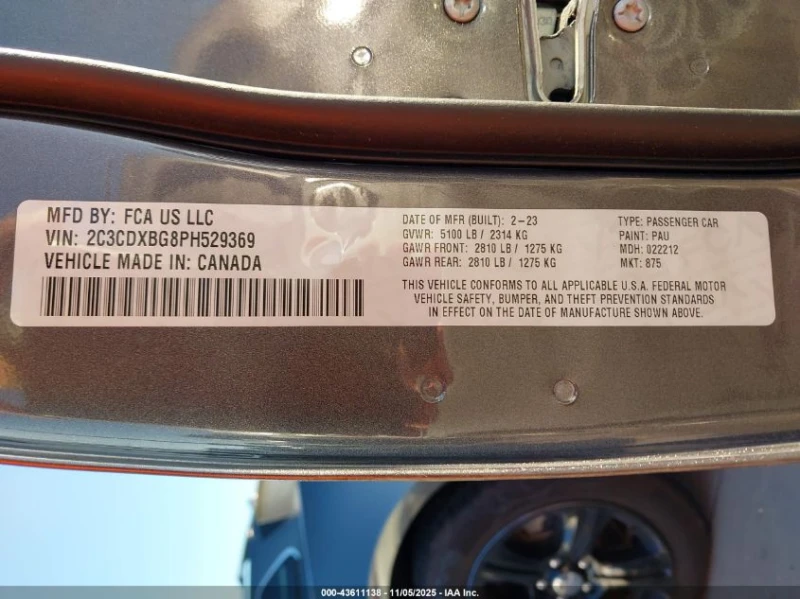 MFD BY: FCA US LLC
VIN: 2C3CDXBG8PH529369
VEHICLE MADE IN: CANADA
DATE OF MFR (BUILT): 2-23
GVWR: 5100 LB / 2314 KG
GAWR FRONT: 2810 LB / 1275 KG
GAWR REAR: 2810 LB / 1275 KG
TYPE: PASSENGER CAR
PAINT: PAU
MDH: 022212
MKT: 875
THIS VEHICLE CONFORMS TO ALL APPLICABLE U.S.A. FEDERAL MOTOR
VEHICLE SAFETY, BUMPER, AND THEFT PREVENTION STANDARDS
IN EFFECT ON THE DATE OF MANUFACTURE SHOWN ABOVE.
000-43611138 - 11/05/2025 - IAA Inc.